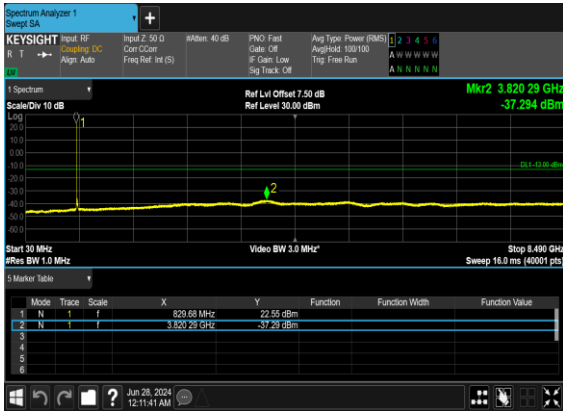 Spectrum Analyzer 1
Swept SA
+
KEYSIGHT Input: RF Input Z: 50 Ω #Atten: 40 dB PNO: Fast Avg Type: Power (RMS) 1 2 3 4 5 6
R T Coupling: DC Corr CCorr Gate: Off Avg|Hold: 100/100 A W W W W W
Align: Auto Freq Ref: Int (S) IF Gain: Low Trig: Free Run
Sig Track: Off A N N N N N
1 Spectrum
Ref Lvl Offset 7.50 dB
Mkr2 3.820 29 GHz
Scale/Div 10 dB
Ref Level 30.00 dBm
-37.294 dBm
Log
1
20.0
10.0
0.00
-10.0
DL1 -13.00 dBm
-20.0
-30.0
2
-40.0
-50.0
-60.0
Start 30 MHz
Video BW 3.0 MHz*
Stop 8.490 GHz
#Res BW 1.0 MHz
Sweep 16.0 ms (40001 pts)
5 Marker Table
Mode Trace Scale X Y Function Function Width Function Value
1 N 1 f 829.68 MHz 22.55 dBm
2 N 1 f 3.820 29 GHz -37.29 dBm
3
4
5
6
?
Jun 28, 2024
12:11:41 AM